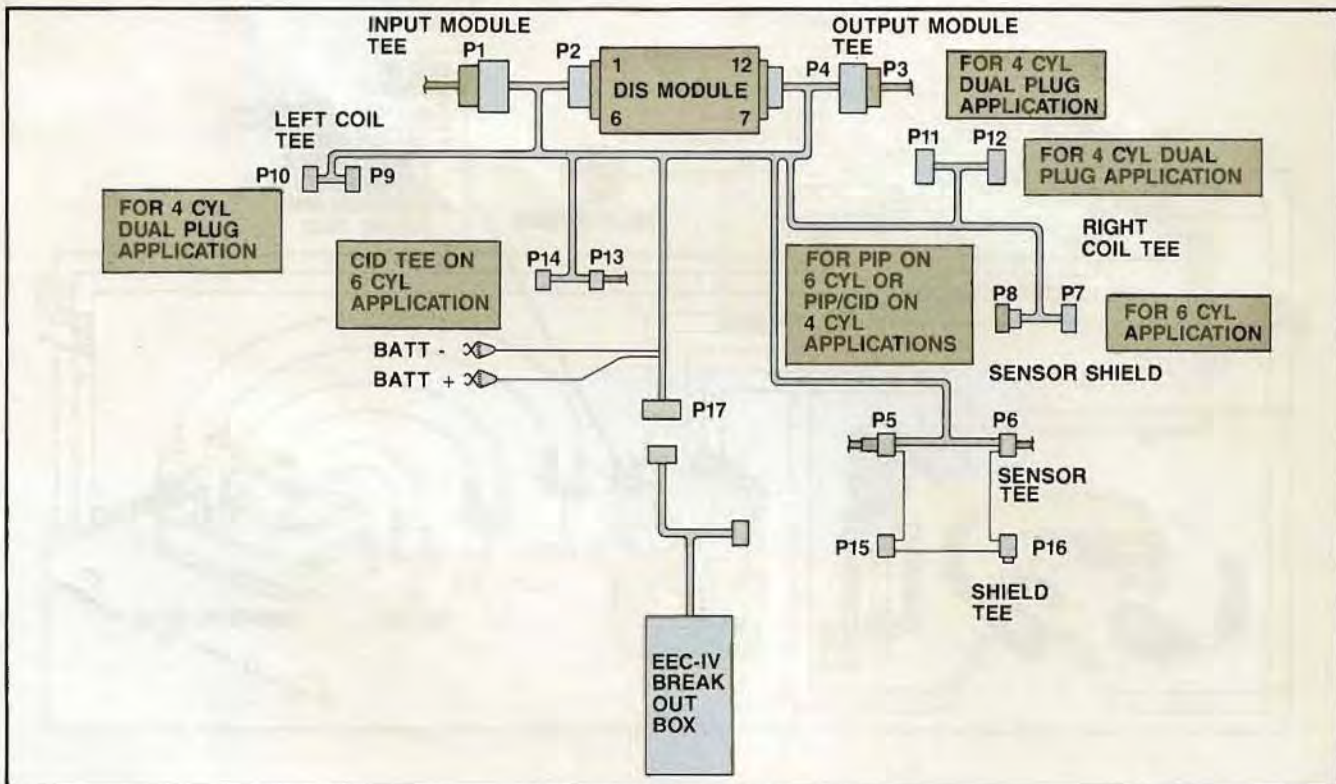 INPUT MODULE
TEE
P1
P2
1
12
DIS MODULE
6
7
P4
OUTPUT MODULE
TEE
P3
FOR 4 CYL
DUAL PLUG
APPLICATION
LEFT COIL
TEE
P10
P9
FOR 4 CYL
DUAL PLUG
APPLICATION
P11
P12
FOR 4 CYL DUAL
PLUG APPLICATION
RIGHT
COIL TEE
CID TEE ON
6 CYL
APPLICATION
P14
P13
FOR PIP ON
6 CYL OR
PIP/CID ON
4 CYL
APPLICATIONS
P8
P7
FOR 6 CYL
APPLICATION
BATT -
BATT +
SENSOR SHIELD
P17
P5
P6
SENSOR
TEE
P15
P16
SHIELD
TEE
EEC-IV
BREAK
OUT
BOX